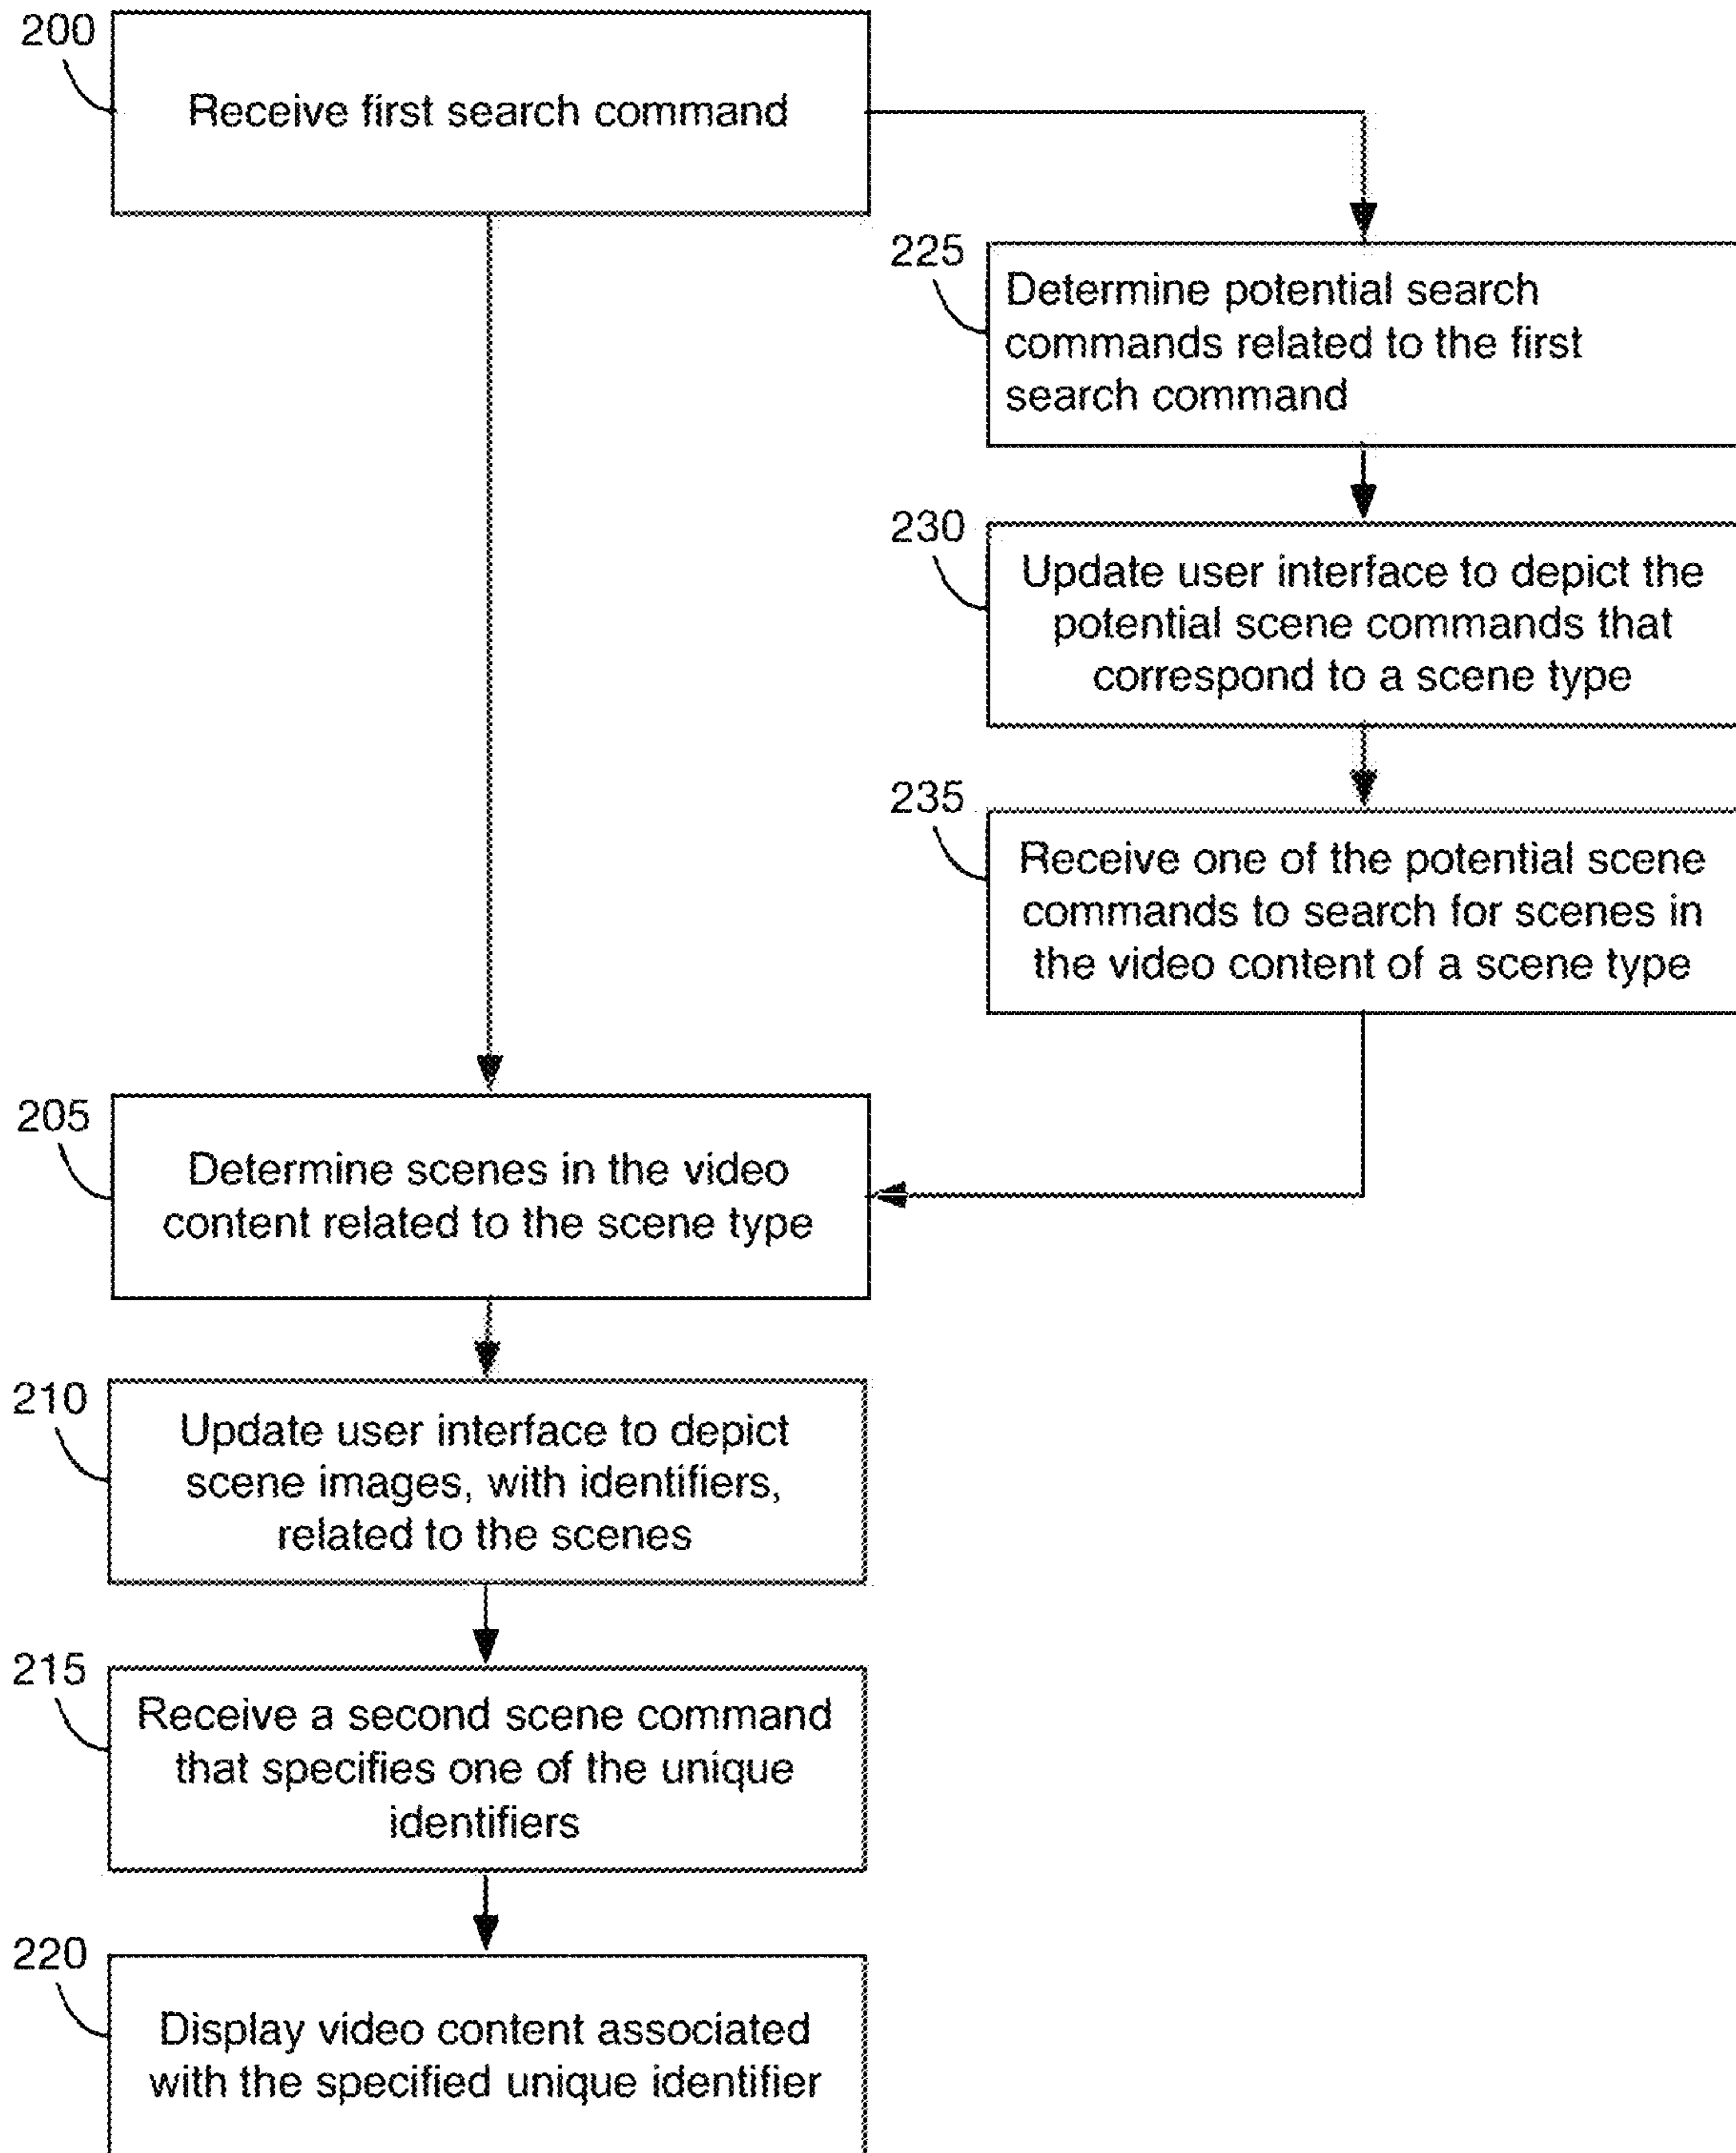 200
Receive first search command
225
Determine potential search
commands related to the first
search command
230
Update user interface to depict the
potential scene commands that
correspond to a scene type
235
Receive one of the potential scene
commands to search for scenes in
the video content of a scene type
205
Determine scenes in the video
content related to the scene type
210
Update user interface to depict
scene images, with identifiers,
related to the scenes
215
Receive a second scene command
that specifies one of the unique
identifiers
220
Display video content associated
with the specified unique identifier